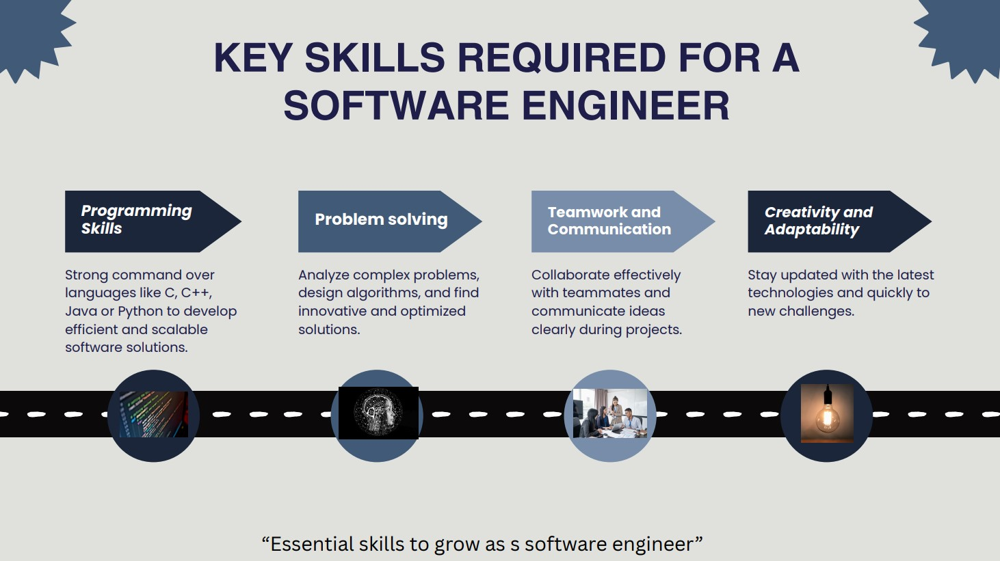 KEY SKILLS REQUIRED FOR A
SOFTWARE ENGINEER
Programming
Skills
Strong command over
languages like C, C++,
Java or Python to develop
efficient and scalable
software solutions.
Problem solving
Analyze complex problems,
design algorithms, and find
innovative and optimized
solutions.
Teamwork and
Communication
Collaborate effectively
with teammates and
communicate ideas
clearly during projects.
Creativity and
Adaptability
Stay updated with the latest
technologies and quickly to
new challenges.
“Essential skills to grow as s software engineer”